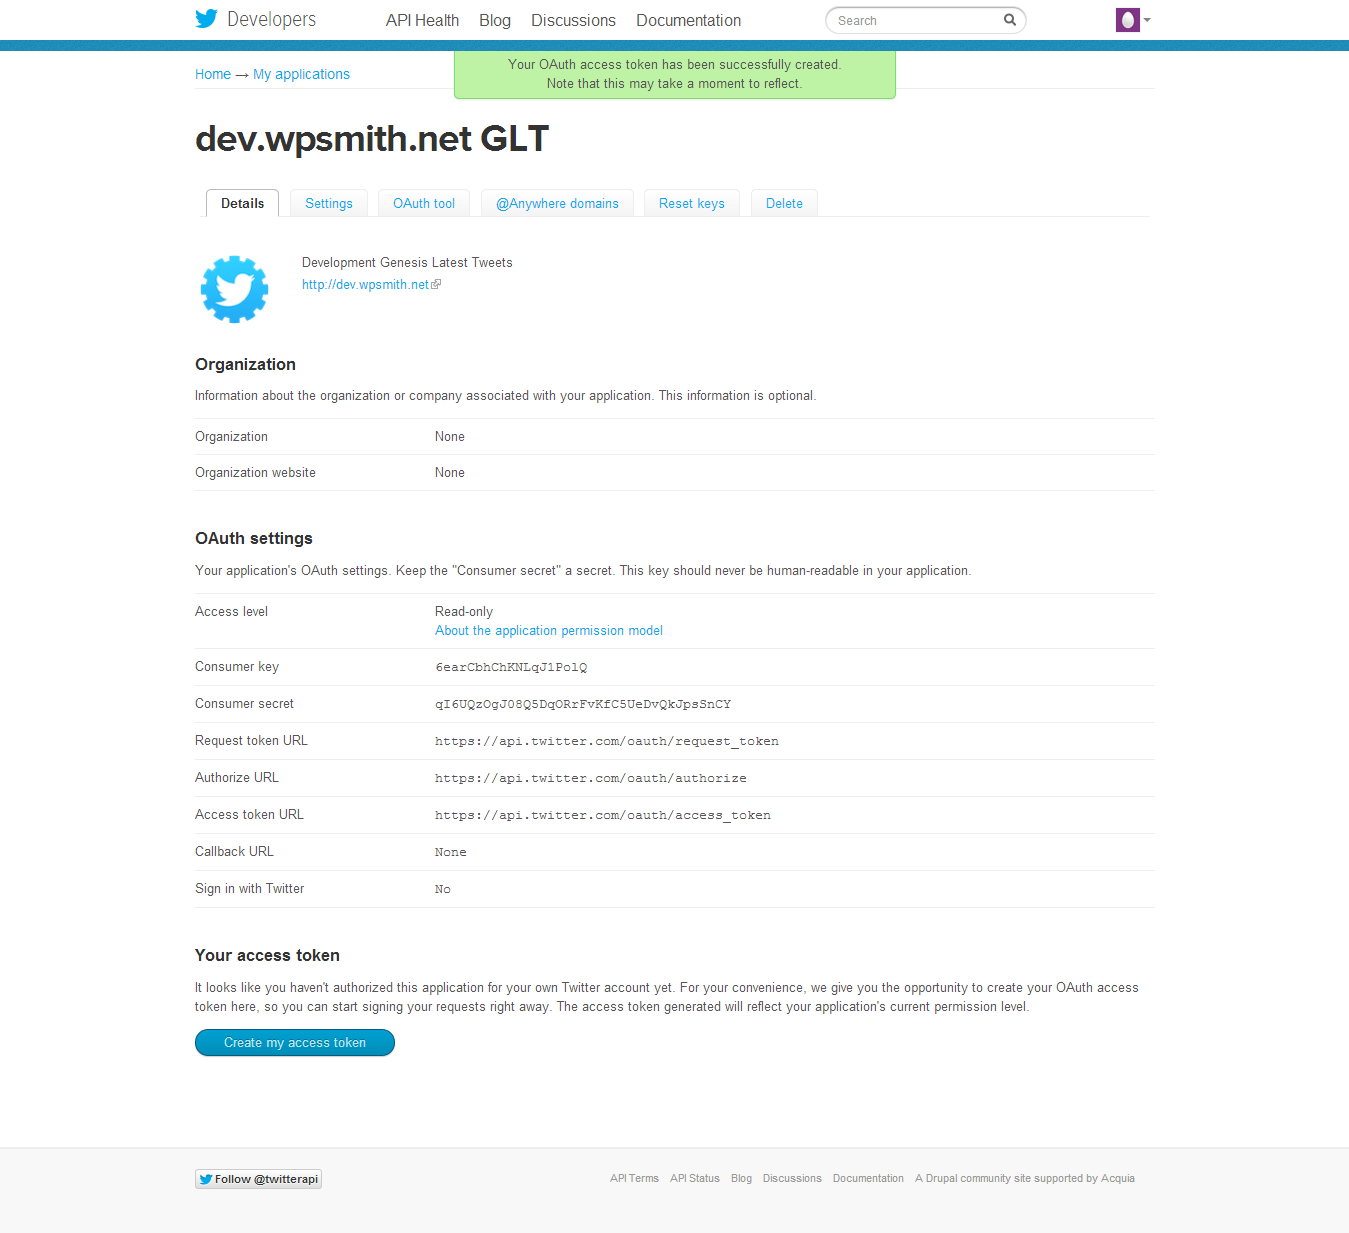 Developers
API Health Blog Discussions Documentation
Search
Your OAuth access token has been successfully created.
Note that this may take a moment to reflect.
Home → My applications
dev.wpsmith.net GLT
Details Settings OAuth tool @Anywhere domains Reset keys Delete
Development Genesis Latest Tweets
http://dev.wpsmith.net
Organization
Information about the organization or company associated with your application. This information is optional.
Organization None
Organization website None
OAuth settings
Your application's OAuth settings. Keep the "Consumer secret" a secret. This key should never be human-readable in your application.
Access level Read-only
About the application permission model
Consumer key 6earCbhChKNLqJ1PolQ
Consumer secret qI6UQzOgJ08Q5DqORrFvKfC5UeDvQkJpsSnCY
Request token URL https://api.twitter.com/oauth/request_token
Authorize URL https://api.twitter.com/oauth/authorize
Access token URL https://api.twitter.com/oauth/access_token
Callback URL None
Sign in with Twitter No
Your access token
It looks like you haven't authorized this application for your own Twitter account yet. For your convenience, we give you the opportunity to create your OAuth access
token here, so you can start signing your requests right away. The access token generated will reflect your application's current permission level.
Create my access token
Follow @twitterapi
API Terms API Status Blog Discussions Documentation A Drupal community site supported by Acquia